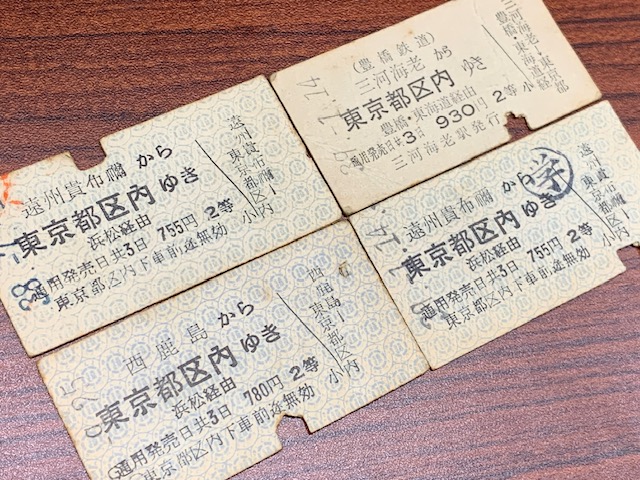 遠州貴布禰から
東京都区内ゆき
浜松経由
通用発売日共3日 755円 2等
東京都区内下車前途無効
遠州貴布禰―
東京都区内
小
(豊橋鉄道)
三河海老から
東京都区内ゆき
豊橋・東海道経由
通用発売日共3日 930円 2等
三河海老駅発行
三河海老―東京都
豊橋・東海道経
小
西鹿島から
東京都区内ゆき
浜松経由
通用発売日共3日 780円 2等
東京都区内下車前途無効
西鹿島―
東京都区内
小
遠州貴布禰から
東京都区内ゆき
学
浜松経由
通用発売日共3日 755円 2等
東京都区内下車前途無効
遠州貴布禰―
東京都区内
小